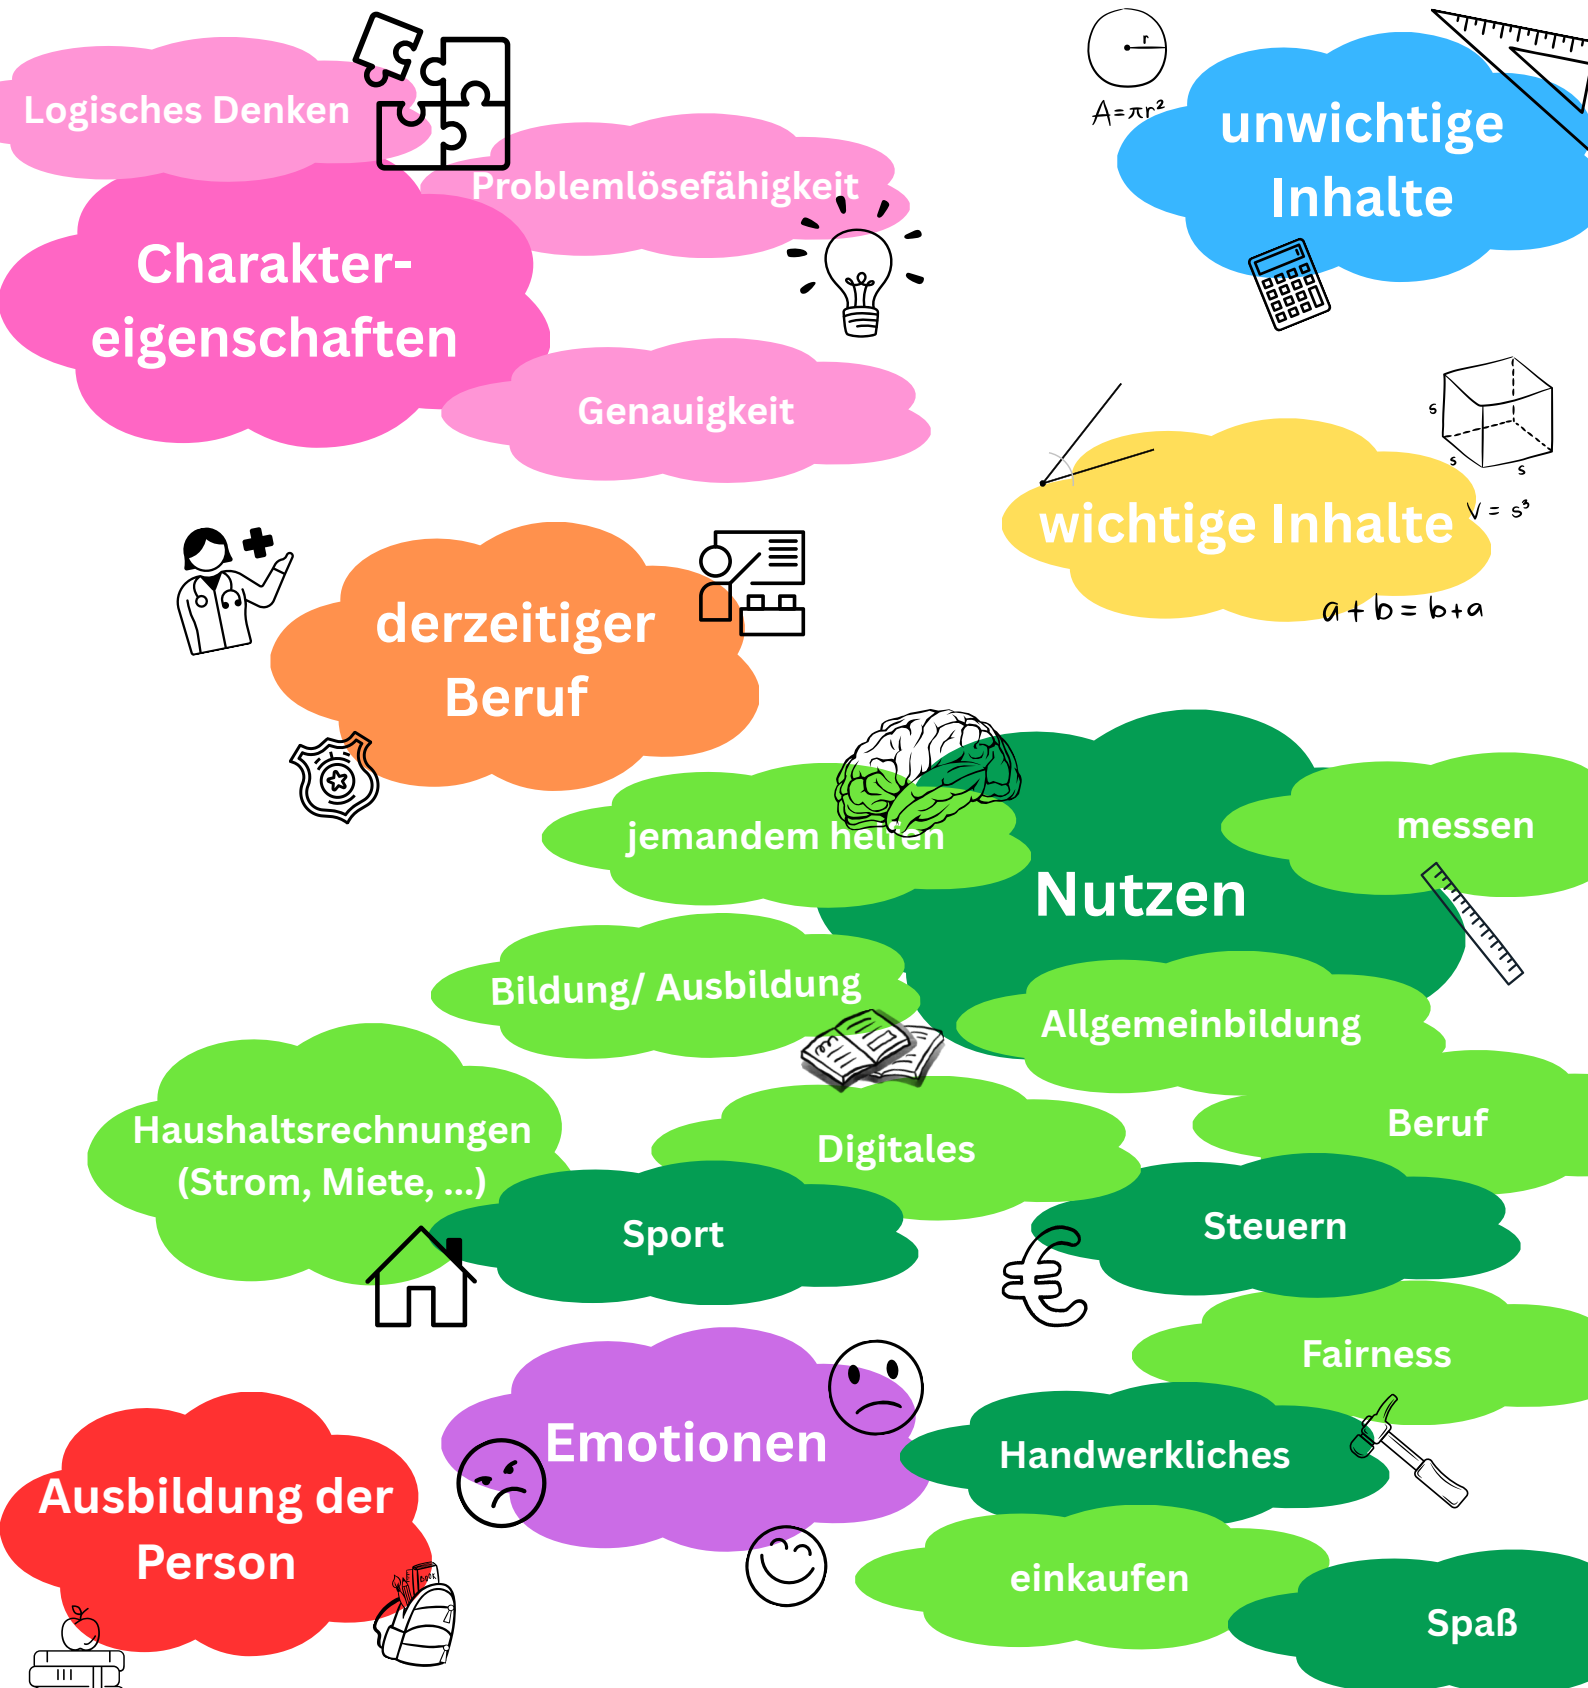 Logisches Denken
Problemlösefähigkeit
Charakter-
eigenschaften
Genauigkeit
r
A=πr²
unwichtige
Inhalte
wichtige Inhalte
s
s
s
V = s³
a + b = b + a
derzeitiger
Beruf
jemandem helfen
messen
Nutzen
Bildung/ Ausbildung
Allgemeinbildung
Haushaltsrechnungen
(Strom, Miete, ...)
Digitales
Beruf
Sport
Steuern
€
Fairness
Emotionen
Handwerkliches
Ausbildung der
Person
BOOK
einkaufen
Spaß